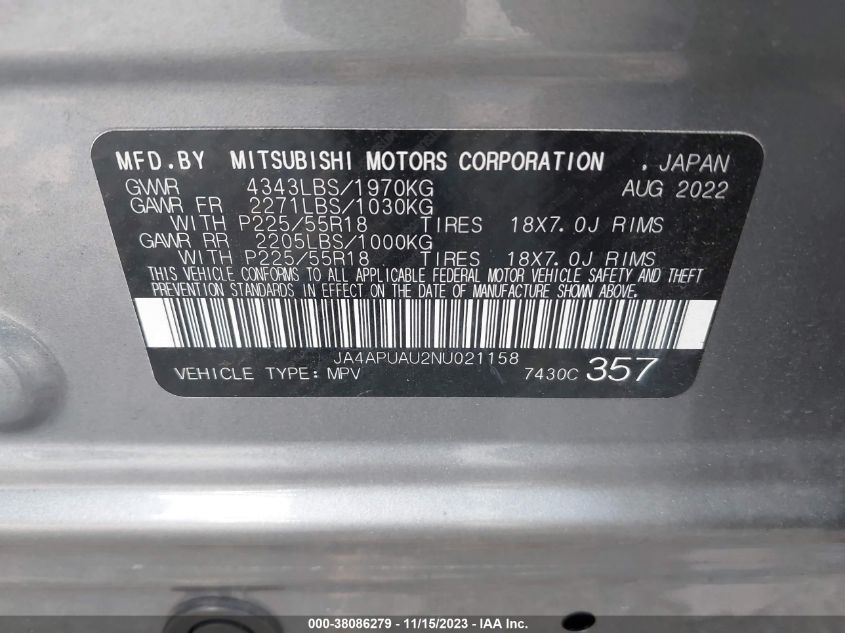 MFD.BY MITSUBISHI MOTORS CORPORATION . JAPAN
GVWR 4343LBS/1970KG AUG 2022
GAWR FR 2271LBS/1030KG
WITH P225/55R18 TIRES 18X7.0J RIMS
GAWR RR 2205LBS/1000KG
WITH P225/55R18 TIRES 18X7.0J RIMS
THIS VEHICLE CONFORMS TO ALL APPLICABLE FEDERAL MOTOR VEHICLE SAFETY AND THEFT
PREVENTION STANDARDS IN EFFECT ON THE DATE OF MANUFACTURE SHOWN ABOVE.
JA4APUAU2NU021158
VEHICLE TYPE: MPV 7430C 357
000-38086279 - 11/15/2023 - IAA Inc.